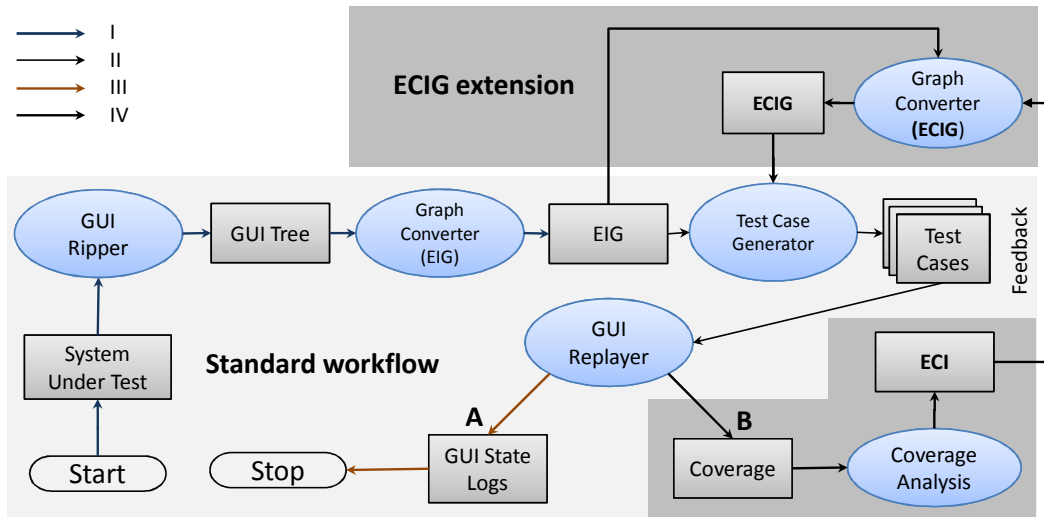 I
II
III
IV
ECIG extension
ECIG
Graph
Converter
(ECIG)
GUI
Ripper
GUI Tree
Graph
Converter
(EIG)
EIG
Test Case
Generator
Test
Cases
Feedback
System
Under Test
Standard workflow
GUI
Replayer
ECI
A
B
Start
Stop
GUI State
Logs
Coverage
Coverage
Analysis